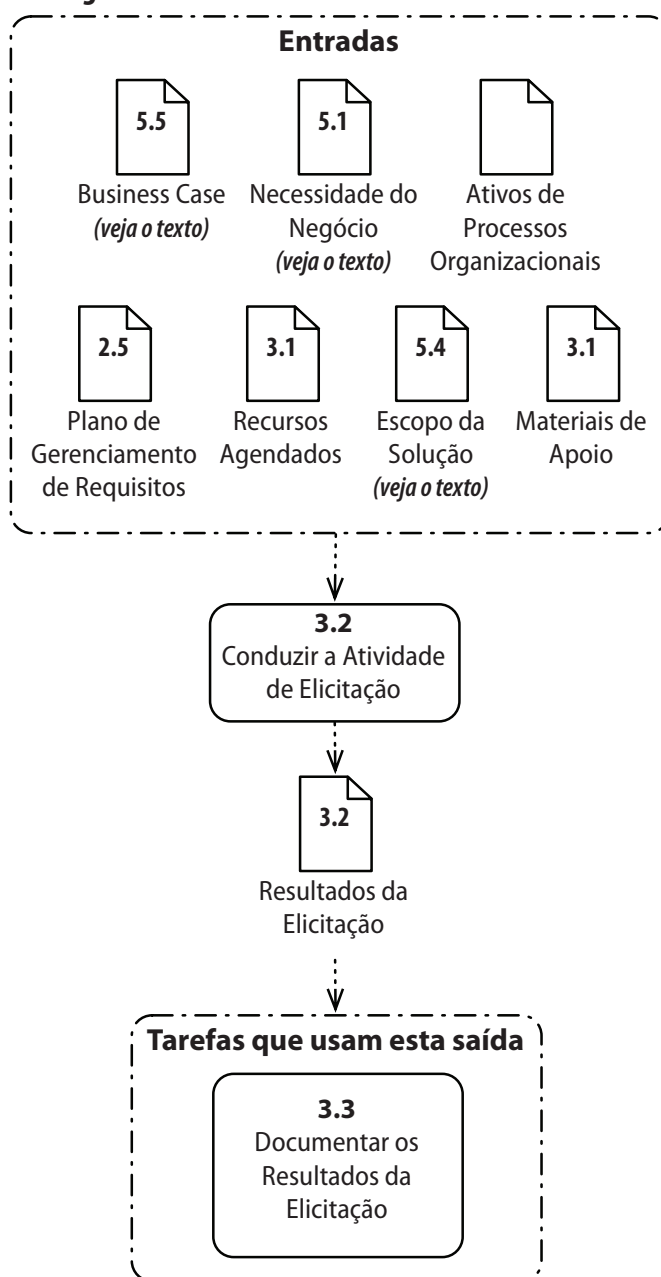 Entradas
5.5
Business Case
(veja o texto)
5.1
Necessidade do
Negócio
(veja o texto)
Ativos de
Processos
Organizacionais
2.5
Plano de
Gerenciamento
de Requisitos
3.1
Recursos
Agendados
5.4
Escopo da
Solução
(veja o texto)
3.1
Materiais de
Apoio
3.2
Conduzir a Atividade
de Elicitação
3.2
Resultados da
Elicitação
Tarefas que usam esta saída
3.3
Documentar os
Resultados da
Elicitação